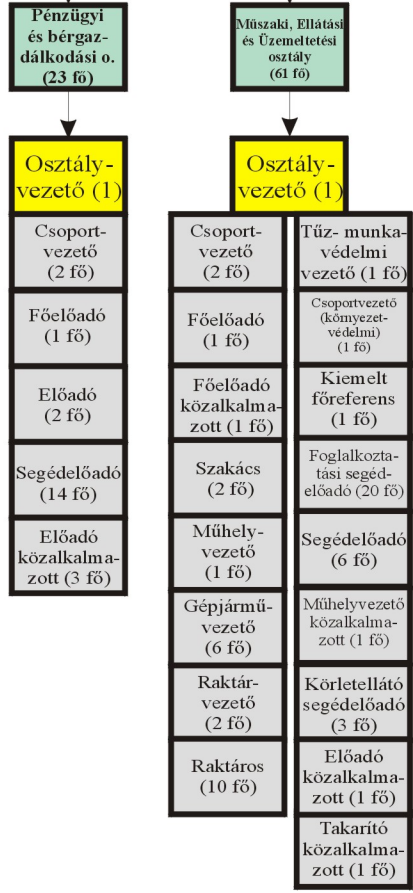 Pénzügyi
és bérgaz-
dálkodási o.
(23 fő)
Osztály-
vezető (1)
Csoport-
vezető
(2 fő)
Főelőadó
(1 fő)
Előadó
(2 fő)
Segédelőadó
(14 fő)
Előadó
közalkalma-
zott (3 fő)
Műszaki, Ellátási
és Üzemeltetési
osztály
(61 fő)
Osztály-
vezető (1)
Csoport-
vezető
(2 fő)
Főelőadó
(1 fő)
Főelőadó
közalkalma-
zott (1 fő)
Szakács
(2 fő)
Műhely-
vezető
(1 fő)
Gépjármű-
vezető
(6 fő)
Raktár-
vezető
(2 fő)
Raktáros
(10 fő)
Tűz- munka-
védelmi
vezető (1 fő)
Csoportvezető
(környezet-
védelmi)
(1 fő)
Kiemelt
főreferens
(1 fő)
Foglalkozta-
tási segéd-
előadó (20 fő)
Segédelőadó
(6 fő)
Műhelyvezető
közalkalma-
zott (1 fő)
Körletellátó
segédelőadó
(3 fő)
Előadó
közalkalma-
zott (1 fő)
Takarító
közalkalma-
zott (1 fő)